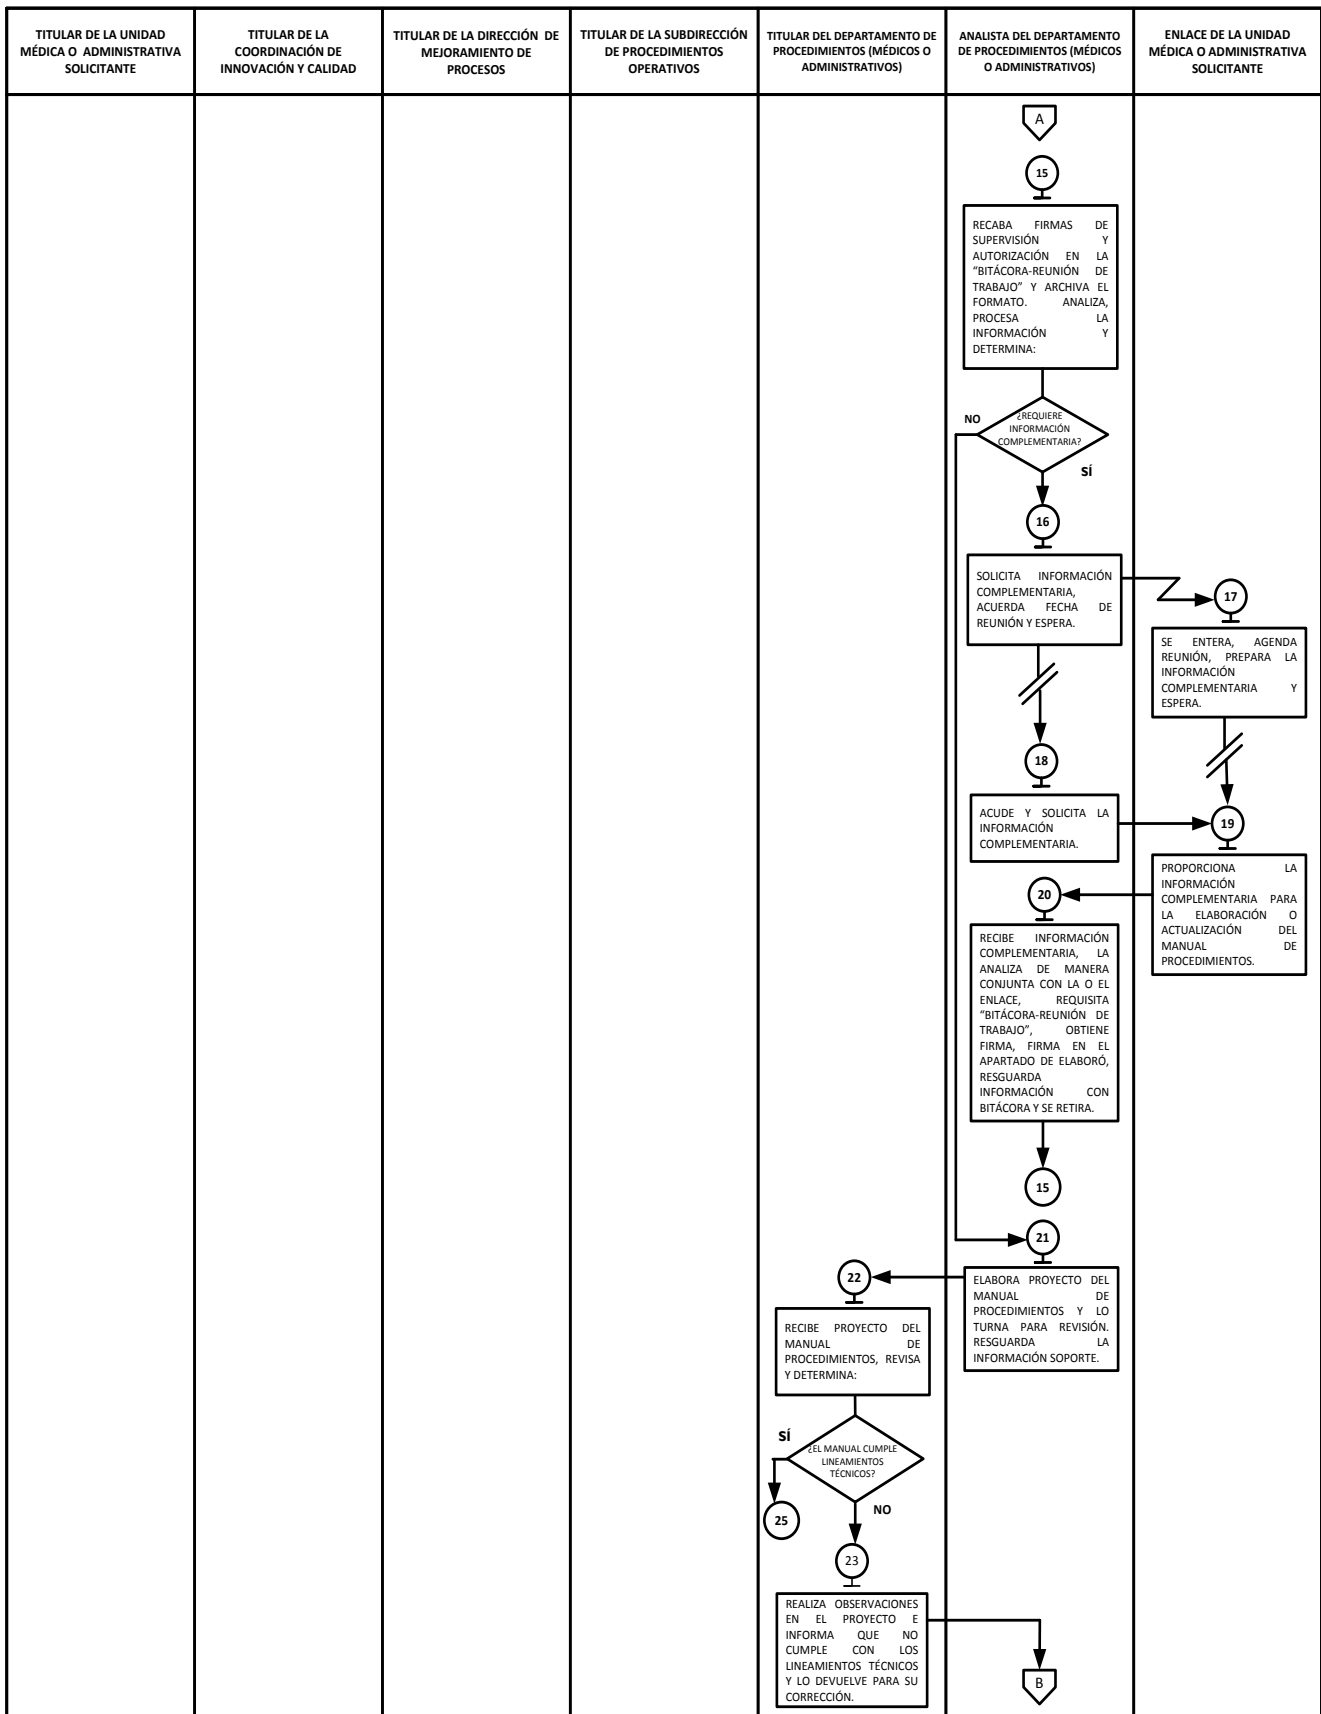 TITULAR DE LA UNIDAD
MÉDICA O ADMINISTRATIVA
SOLICITANTE
TITULAR DE LA
COORDINACIÓN DE
INNOVACIÓN Y CALIDAD
TITULAR DE LA DIRECCIÓN DE
MEJORAMIENTO DE
PROCESOS
TITULAR DE LA SUBDIRECCIÓN
DE PROCEDIMIENTOS
OPERATIVOS
TITULAR DEL DEPARTAMENTO DE
PROCEDIMIENTOS (MÉDICOS O
ADMINISTRATIVOS)
ANALISTA DEL DEPARTAMENTO
DE PROCEDIMIENTOS (MÉDICOS
O ADMINISTRATIVOS)
ENLACE DE LA UNIDAD
MÉDICA O ADMINISTRATIVA
SOLICITANTE
A
15
RECABA FIRMAS DE
SUPERVISIÓN Y
AUTORIZACIÓN EN LA
“BITÁCORA-REUNIÓN DE
TRABAJO” Y ARCHIVA EL
FORMATO. ANALIZA,
PROCESA LA
INFORMACIÓN Y
DETERMINA:
NO
¿REQUIERE
INFORMACIÓN
COMPLEMENTARIA?
SÍ
16
SOLICITA INFORMACIÓN
COMPLEMENTARIA,
ACUERDA FECHA DE
REUNIÓN Y ESPERA.
17
SE ENTERA, AGENDA
REUNIÓN, PREPARA LA
INFORMACIÓN
COMPLEMENTARIA Y
ESPERA.
18
ACUDE Y SOLICITA LA
INFORMACIÓN
COMPLEMENTARIA.
19
PROPORCIONA LA
INFORMACIÓN
COMPLEMENTARIA PARA
LA ELABORACIÓN O
ACTUALIZACIÓN DEL
MANUAL DE
PROCEDIMIENTOS.
20
RECIBE INFORMACIÓN
COMPLEMENTARIA, LA
ANALIZA DE MANERA
CONJUNTA CON LA O EL
ENLACE, REQUISITA
“BITÁCORA-REUNIÓN DE
TRABAJO”, OBTIENE
FIRMA, FIRMA EN EL
APARTADO DE ELABORÓ,
RESGUARDA
INFORMACIÓN CON
BITÁCORA Y SE RETIRA.
15
21
ELABORA PROYECTO DEL
MANUAL DE
PROCEDIMIENTOS Y LO
TURNA PARA REVISIÓN.
RESGUARDA LA
INFORMACIÓN SOPORTE.
22
RECIBE PROYECTO DEL
MANUAL DE
PROCEDIMIENTOS, REVISA
Y DETERMINA:
SÍ
¿EL MANUAL CUMPLE
LINEAMIENTOS
TÉCNICOS?
NO
25
23
REALIZA OBSERVACIONES
EN EL PROYECTO E
INFORMA QUE NO
CUMPLE CON LOS
LINEAMIENTOS TÉCNICOS
Y LO DEVUELVE PARA SU
CORRECCIÓN.
B